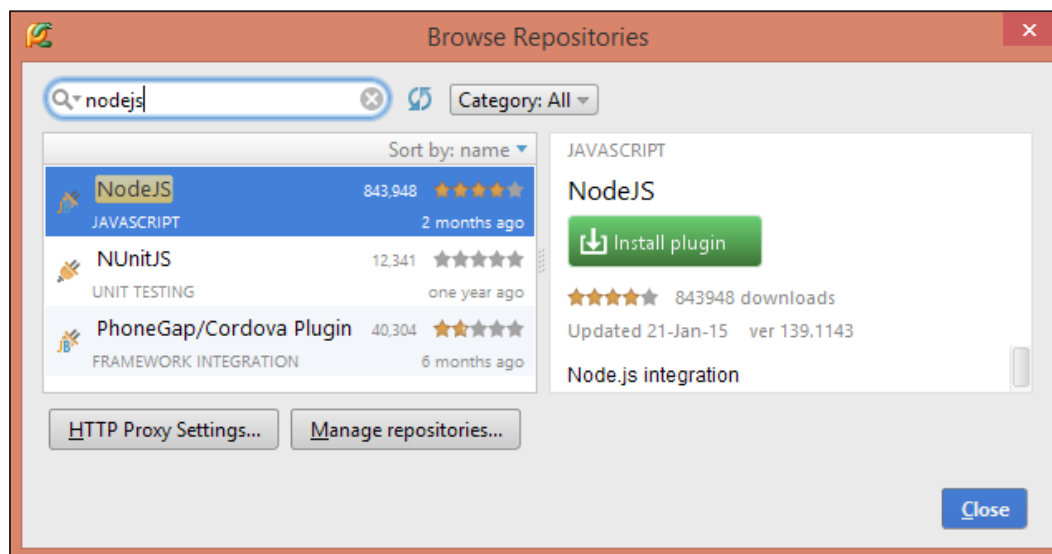 Browse Repositories
nodejs
Category: All
Sort by: name
NodeJS 843,948
JAVASCRIPT 2 months ago
NUnitJS 12,341
UNIT TESTING one year ago
PhoneGap/Cordova Plugin 40,304
FRAMEWORK INTEGRATION 6 months ago
JAVASCRIPT
NodeJS
Install plugin
843948 downloads
Updated 21-Jan-15 ver 139.1143
Node.js integration
HTTP Proxy Settings... Manage repositories...
Close